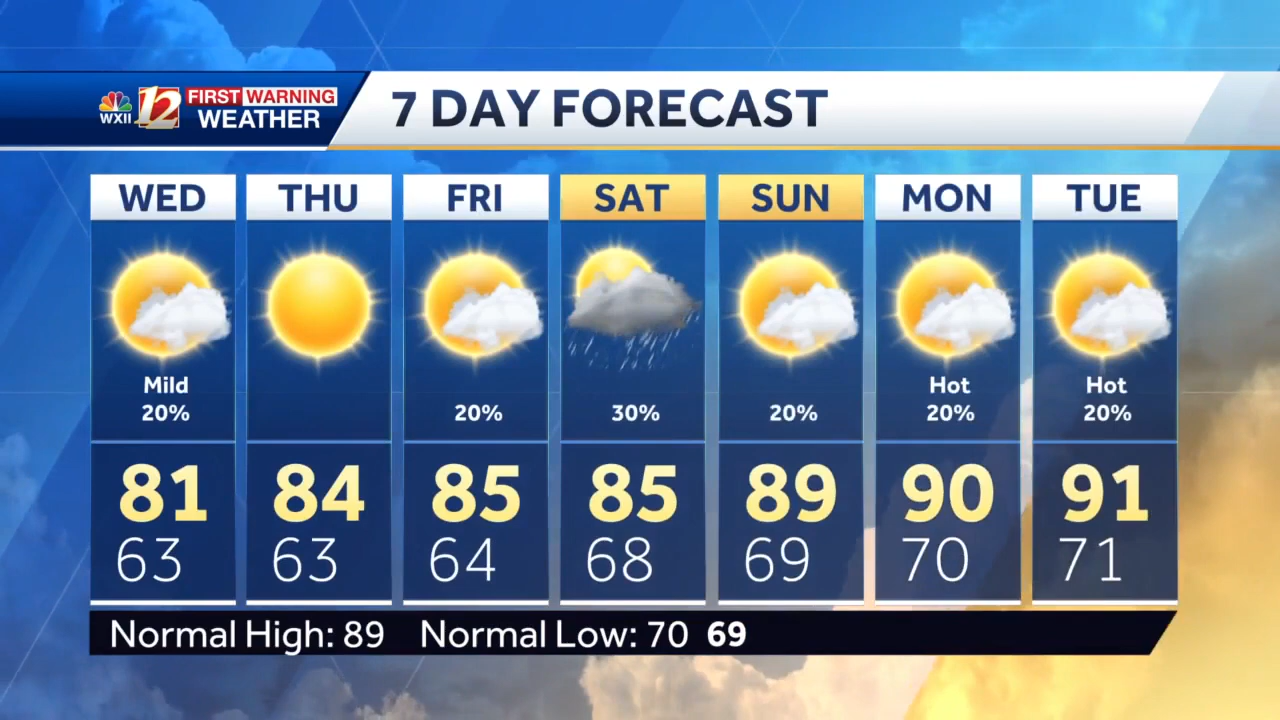 WXII 12 FIRST WARNING
WEATHER
7 DAY FORECAST
WED THU FRI SAT SUN MON TUE
Mild Hot Hot
20% 20% 30% 20% 20% 20%
81 84 85 85 89 90 91
63 63 64 68 69 70 71
Normal High: 89 Normal Low: 70 69